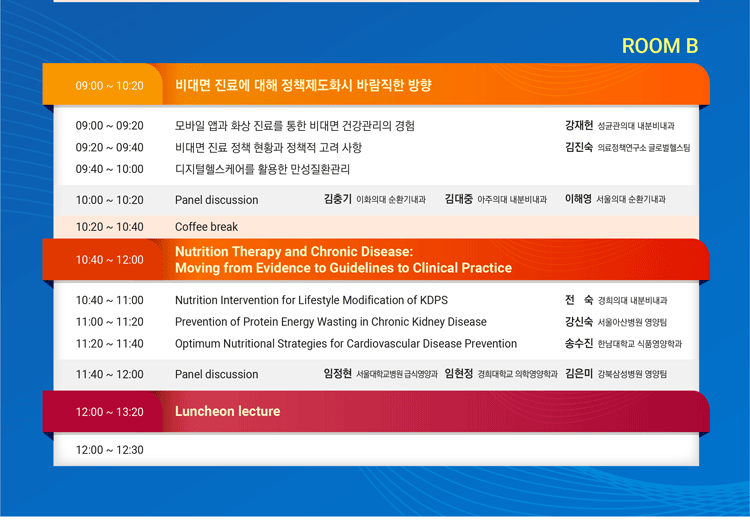 ROOM B
09:00 ~ 10:20 비대면 진료에 대해 정책제도화시 바람직한 방향
09:00 ~ 09:20 모바일 앱과 화상 진료를 통한 비대면 건강관리의 경험 강재헌 성균관의대 내분비내과
09:20 ~ 09:40 비대면 진료 정책 현황과 정책적 고려 사항 김진숙 의료정책연구소 글로벌헬스팀
09:40 ~ 10:00 디지털헬스케어를 활용한 만성질환관리
10:00 ~ 10:20 Panel discussion 김충기 이화의대 순환기내과 김대중 아주의대 내분비내과 이해영 서울의대 순환기내과
10:20 ~ 10:40 Coffee break
10:40 ~ 12:00 Nutrition Therapy and Chronic Disease:
Moving from Evidence to Guidelines to Clinical Practice
10:40 ~ 11:00 Nutrition Intervention for Lifestyle Modification of KDPS 전 숙 경희의대 내분비내과
11:00 ~ 11:20 Prevention of Protein Energy Wasting in Chronic Kidney Disease 강신숙 서울아산병원 영양팀
11:20 ~ 11:40 Optimum Nutritional Strategies for Cardiovascular Disease Prevention 송수진 한남대학교 식품영양학과
11:40 ~ 12:00 Panel discussion 임정현 서울대학교병원 급식영양과 임현정 경희대학교 의학영양학과 김은미 강북삼성병원 영양팀
12:00 ~ 13:20 Luncheon lecture
12:00 ~ 12:30